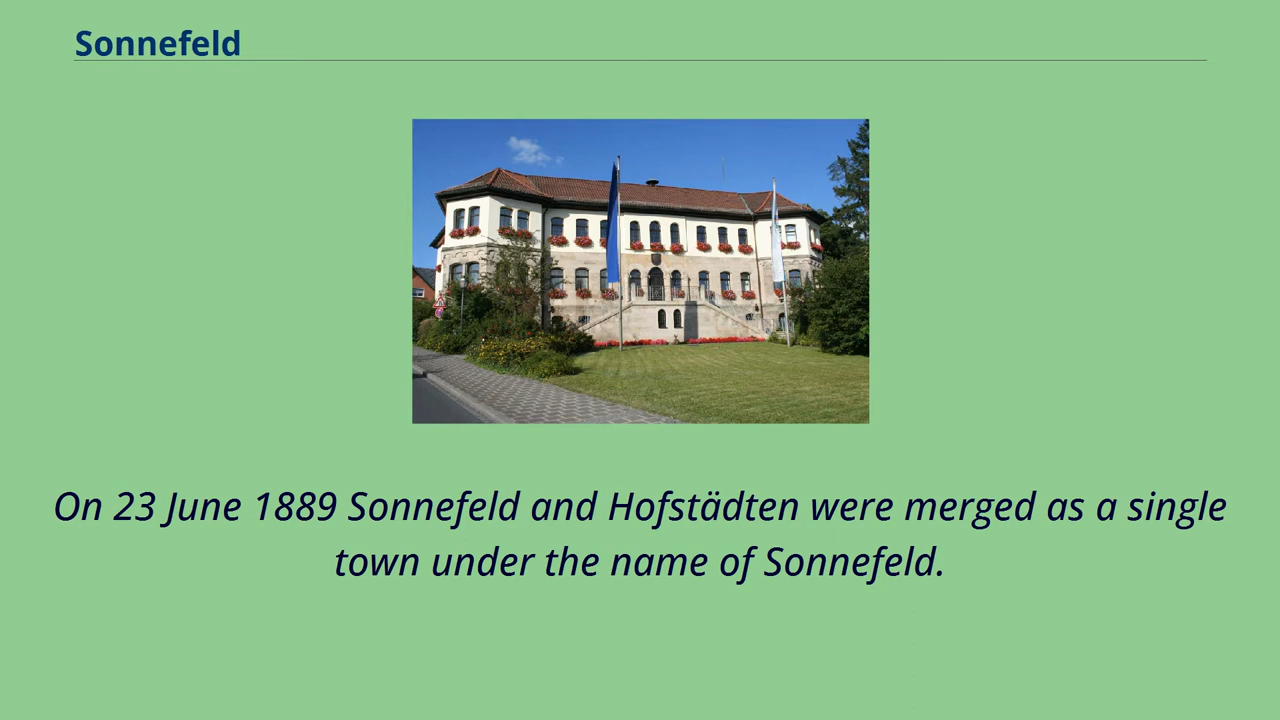 Sonnefeld
On 23 June 1889 Sonnefeld and Hofstädten were merged as a single
town under the name of Sonnefeld.